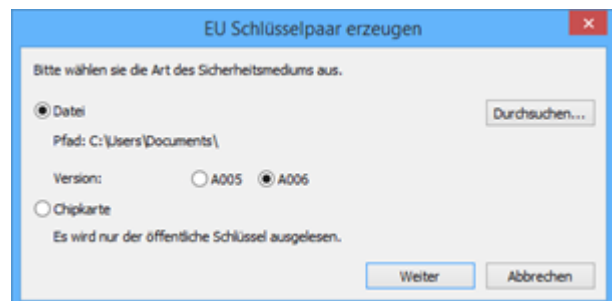 EU Schlüsselpaar erzeugen
Bitte wählen sie die Art des Sicherheitsmediums aus.
Datei
Durchsuchen...
Pfad: C:\Users\Documents\
Version: A005 A006
Chipkarte
Es wird nur der öffentliche Schlüssel ausgelesen.
Weiter Abbrechen